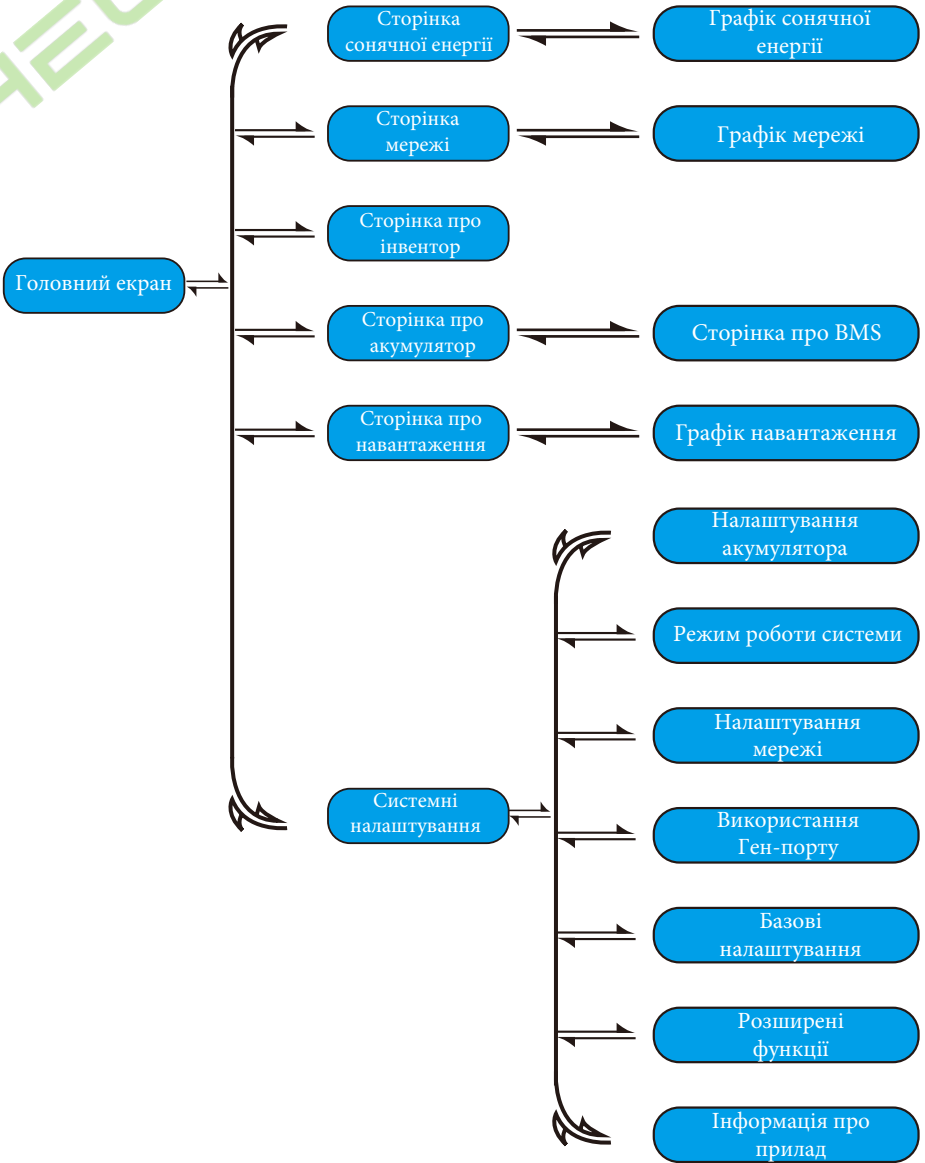 Сторінка
сонячної енергії
Графік сонячної
енергії
Сторінка
мережі
Графік мережі
Сторінка про
інвентор
Головний екран
Сторінка про
акумулятор
Сторінка про BMS
Сторінка про
навантаження
Графік навантаження
Налаштування
акумулятора
Режим роботи системи
Налаштування
мережі
Системні
налаштування
Використання
Ген-порту
Базові
налаштування
Розширені
функції
Інформація про
прилад